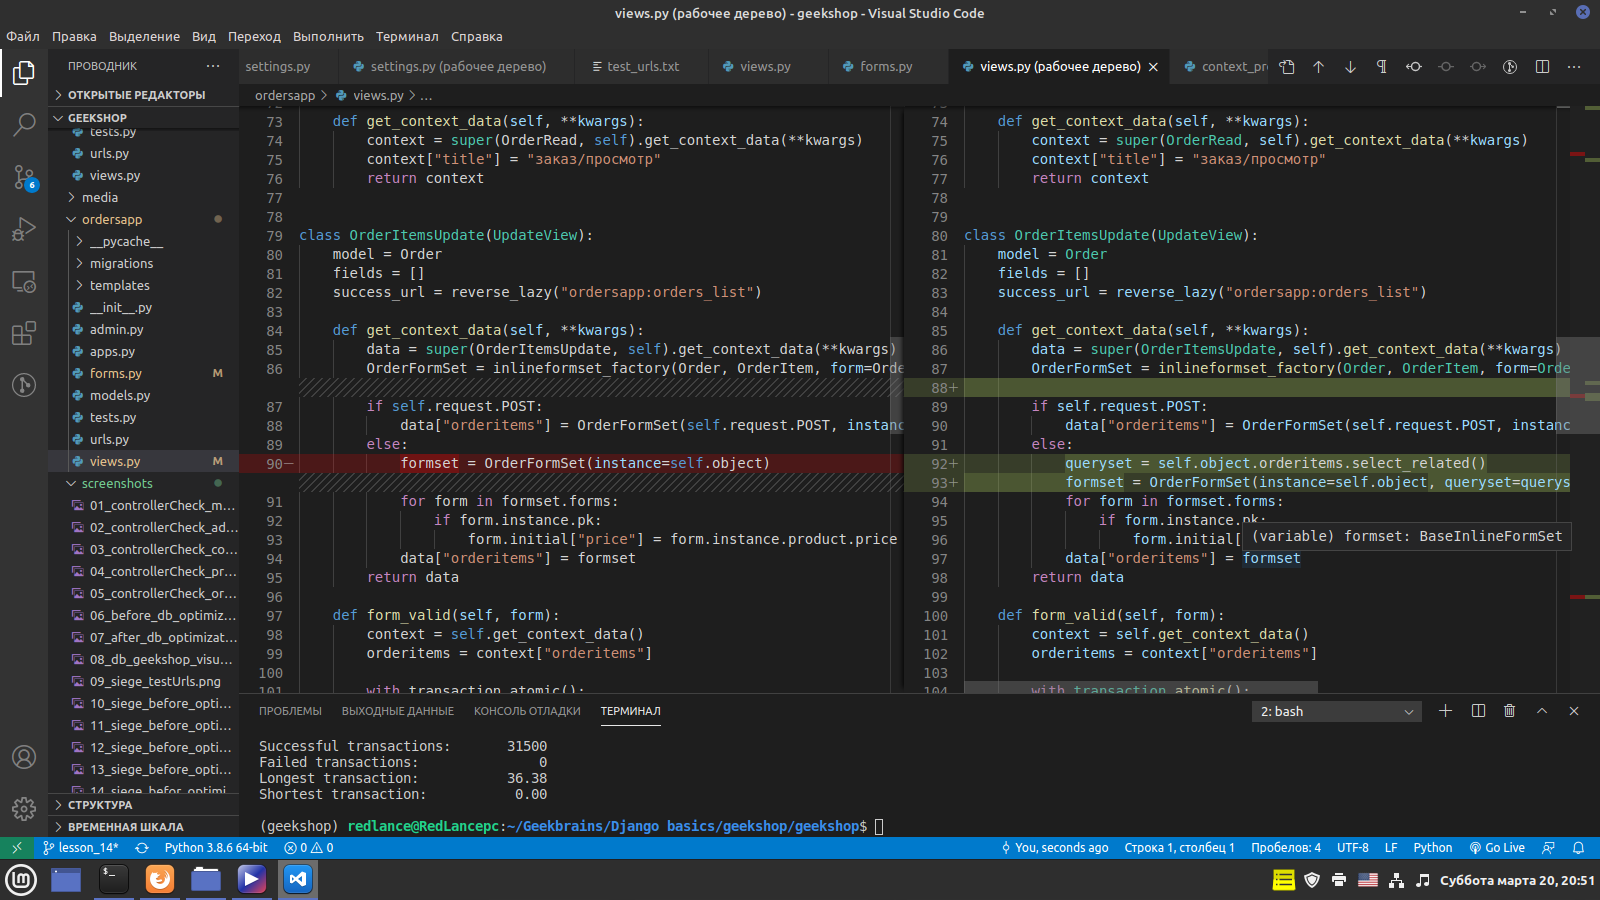 views.py (рабочее дерево) - geekshop - Visual Studio Code
Файл Правка Выделение Вид Переход Выполнить Терминал Справка
ПРОВОДНИК
settings.py settings.py (рабочее дерево) test_urls.txt views.py forms.py views.py (рабочее дерево) context_pr
ОТКРЫТЫЕ РЕДАКТОРЫ
ordersapp > views.py > ...
GEEKSHOP
tests.py
urls.py
views.py
media
ordersapp
__pycache__
migrations
templates
__init__.py
admin.py
apps.py
forms.py M
models.py
tests.py
urls.py
views.py M
screenshots
01_controllerCheck_m...
02_controllerCheck_ad...
03_controllerCheck_co...
04_controllerCheck_pr...
05_controllerCheck_or...
06_before_db_optimiz...
07_after_db_optimizat...
08_db_geekshop_visu...
09_siege_testUrls.png
10_siege_before_opti...
11_siege_before_opti...
12_siege_before_opti...
13_siege_before_opti...
14_siege_befor_optimi
СТРУКТУРА
ВРЕМЕННАЯ ШКАЛА
6
73 def get_context_data(self, **kwargs):
74 context = super(OrderRead, self).get_context_data(**kwargs)
75 context["title"] = "заказ/просмотр"
76 return context
77
78
79 class OrderItemsUpdate(UpdateView):
80 model = Order
81 fields = []
82 success_url = reverse_lazy("ordersapp:orders_list")
83
84 def get_context_data(self, **kwargs):
85 data = super(OrderItemsUpdate, self).get_context_data(**kwargs)
86 OrderFormSet = inlineformset_factory(Order, OrderItem, form=Orde
87 if self.request.POST:
88 data["orderitems"] = OrderFormSet(self.request.POST, instanc
89 else:
90— formset = OrderFormSet(instance=self.object)
91 for form in formset.forms:
92 if form.instance.pk:
93 form.initial["price"] = form.instance.product.price
94 data["orderitems"] = formset
95 return data
96
97 def form_valid(self, form):
98 context = self.get_context_data()
99 orderitems = context["orderitems"]
100
101 with transaction.atomic():
74 def get_context_data(self, **kwargs):
75 context = super(OrderRead, self).get_context_data(**kwargs)
76 context["title"] = "заказ/просмотр"
77 return context
78
79
80 class OrderItemsUpdate(UpdateView):
81 model = Order
82 fields = []
83 success_url = reverse_lazy("ordersapp:orders_list")
84
85 def get_context_data(self, **kwargs):
86 data = super(OrderItemsUpdate, self).get_context_data(**kwargs)
87 OrderFormSet = inlineformset_factory(Order, OrderItem, form=Orde
88+
89 if self.request.POST:
90 data["orderitems"] = OrderFormSet(self.request.POST, instanc
91 else:
92+ queryset = self.object.orderitems.select_related()
93+ formset = OrderFormSet(instance=self.object, queryset=querys
94 for form in formset.forms:
95 if form.instance.pk:
96 form.initial[
(variable) formset: BaseInlineFormSet
97 data["orderitems"] = formset
98 return data
99
100 def form_valid(self, form):
101 context = self.get_context_data()
102 orderitems = context["orderitems"]
103
104 with transaction.atomic():
ПРОБЛЕМЫ ВЫХОДНЫЕ ДАННЫЕ КОНСОЛЬ ОТЛАДКИ ТЕРМИНАЛ 2: bash
Successful transactions: 31500
Failed transactions: 0
Longest transaction: 36.38
Shortest transaction: 0.00
(geekshop) redlance@RedLancepc:~/Geekbrains/Django basics/geekshop/geekshop$
lesson_14* Python 3.8.6 64-bit 0 0 You, seconds ago Строка 1, столбец 1 Пробелов: 4 UTF-8 LF Python Go Live
Суббота марта 20, 20:51